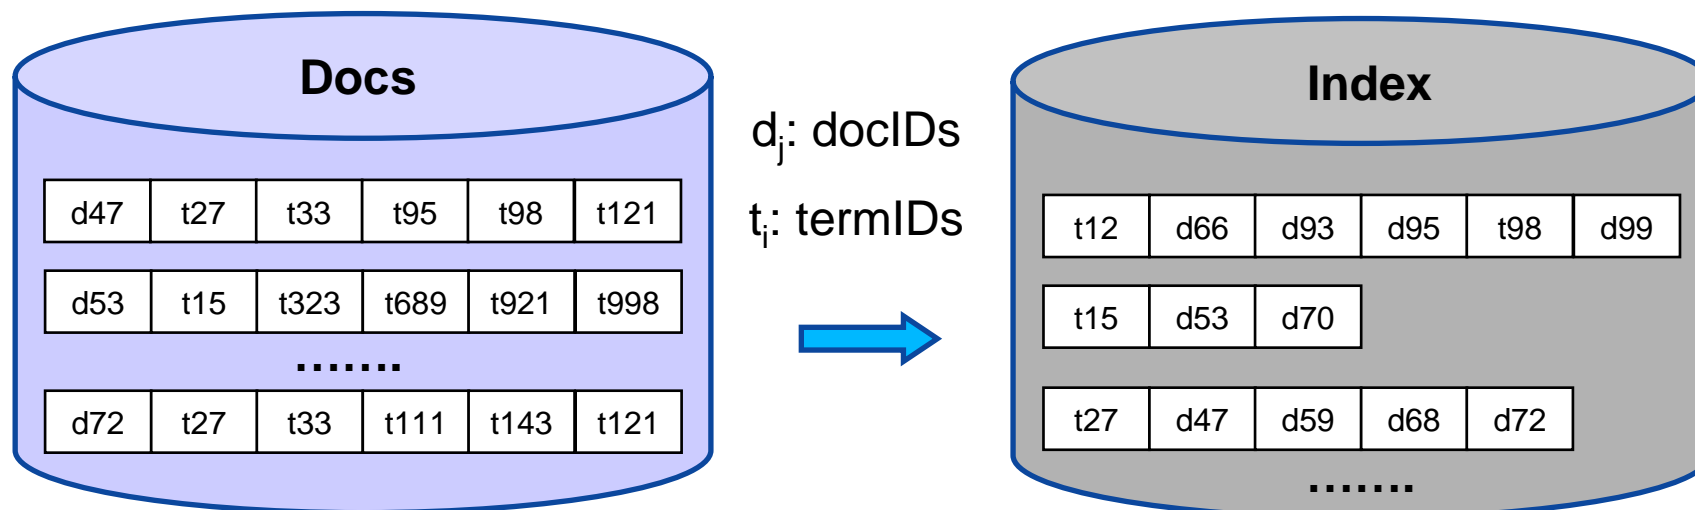 Docs
d47 t27 t33 t95 t98 t121
d53 t15 t323 t689 t921 t998
.......
d72 t27 t33 t111 t143 t121
dj: docIDs
ti: termIDs
Index
t12 d66 d93 d95 t98 d99
t15 d53 d70
t27 d47 d59 d68 d72
.......